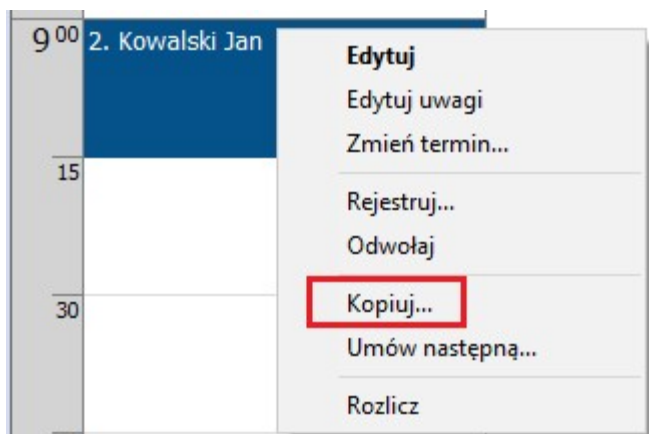 9 00 2. Kowalski Jan
Edytuj
Edytuj uwagi
Zmień termin...
15
Rejestruj...
Odwołaj
30
Kopiuj...
Umów następną...
Rozlicz